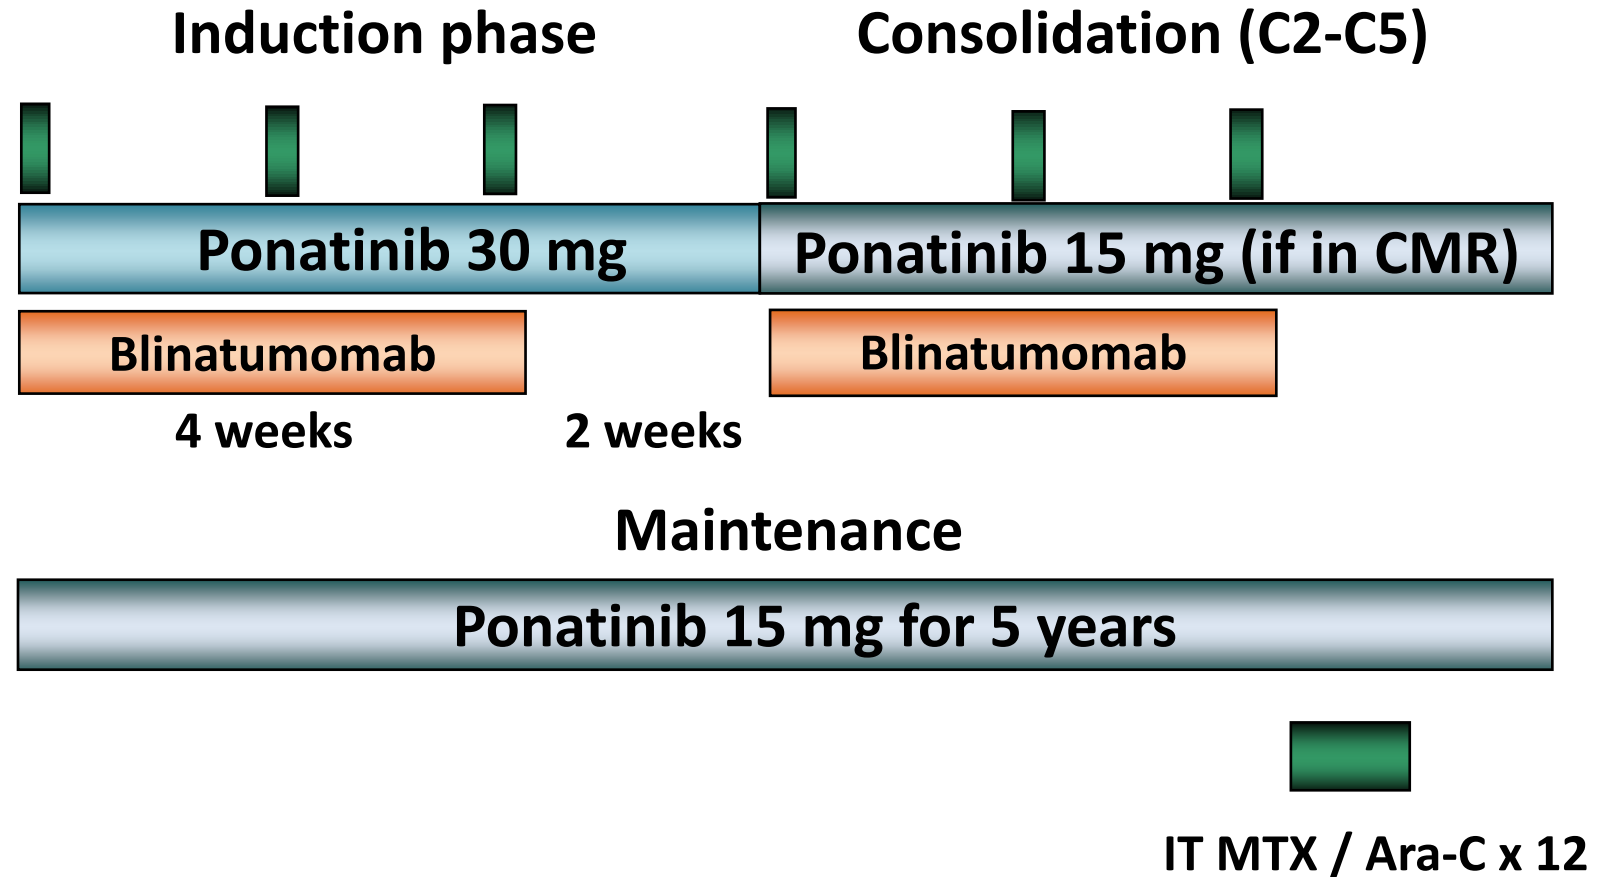 Induction phase
Consolidation (C2-C5)
Ponatinib 30 mg
Ponatinib 15 mg (if in CMR)
Blinatumomab
Blinatumomab
4 weeks
2 weeks
Maintenance
Ponatinib 15 mg for 5 years
IT MTX / Ara-C x 12